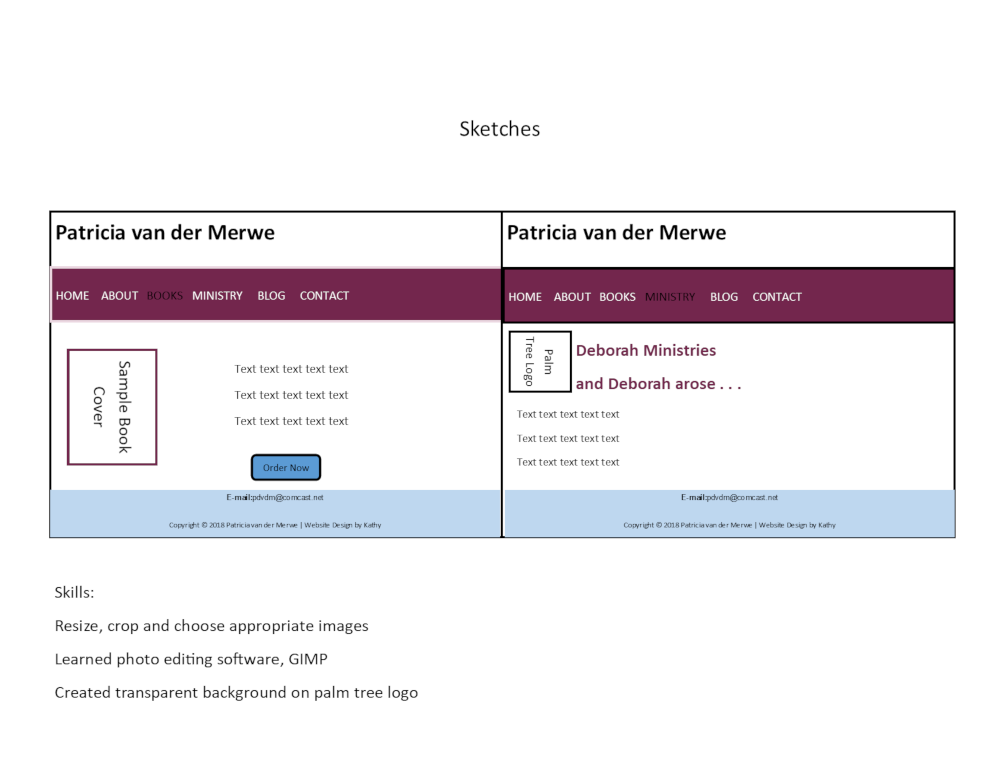 Sketches
Patricia van der Merwe
HOME ABOUT BOOKS MINISTRY BLOG CONTACT
Sample Book
Cover
Text text text text text
Text text text text text
Text text text text text
Order Now
E-mail:pdvdm@comcast.net
Copyright © 2018 Patricia van der Merwe | Website Design by Kathy
Patricia van der Merwe
HOME ABOUT BOOKS MINISTRY BLOG CONTACT
Palm
Tree Logo
Deborah Ministries
and Deborah arose . . .
Text text text text text
Text text text text text
Text text text text text
E-mail:pdvdm@comcast.net
Copyright © 2018 Patricia van der Merwe | Website Design by Kathy
Skills:
Resize, crop and choose appropriate images
Learned photo editing software, GIMP
Created transparent background on palm tree logo